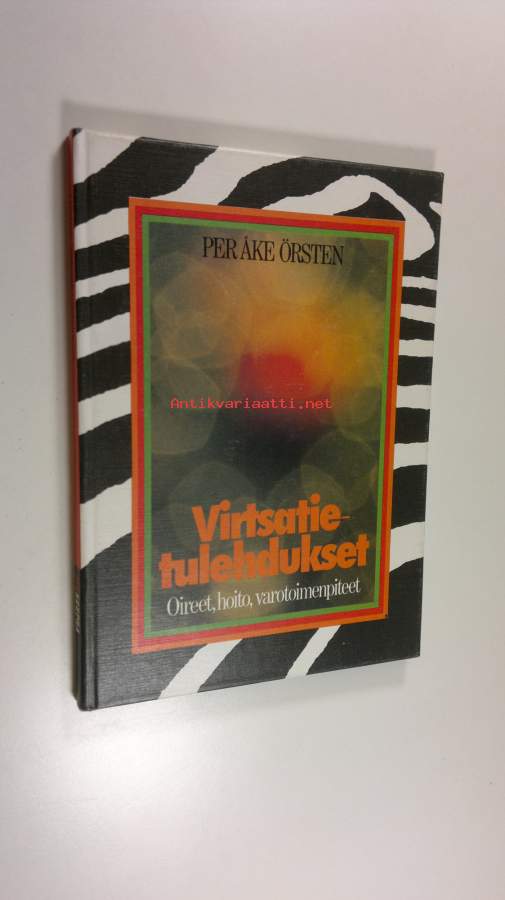 PER ÅKE ÖRSTEN
Antikvariaatti.net
Virtsatie-
tulehdukset
Oireet, hoito, varotoimenpiteet